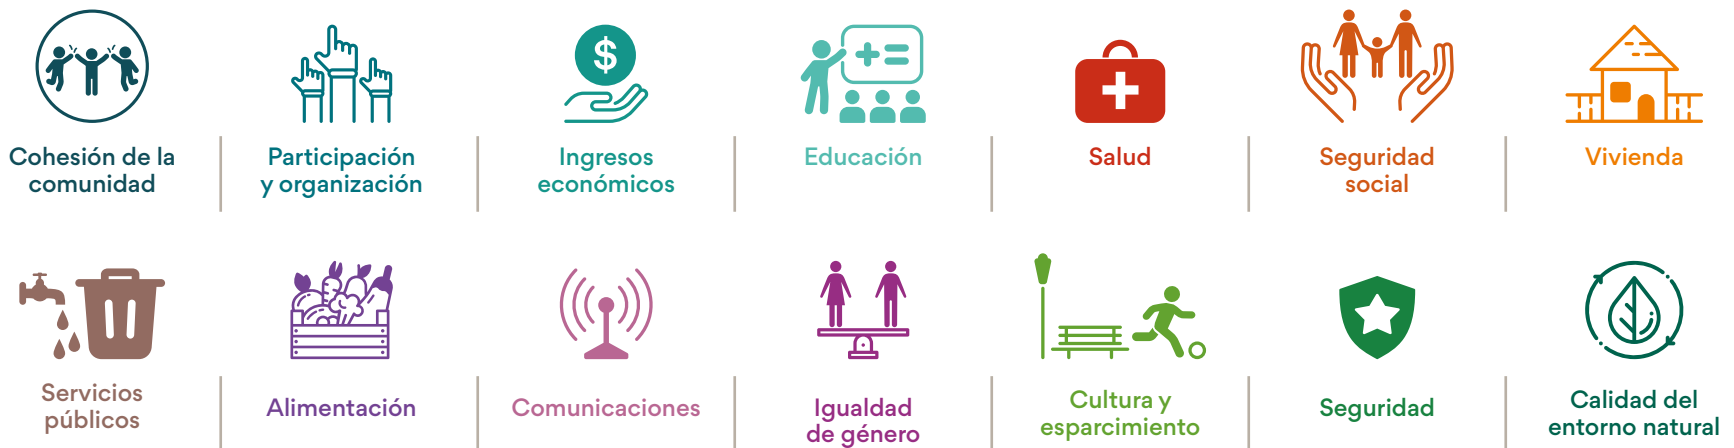 $
Cohesión de la
comunidad
Participación
y organización
Ingresos
económicos
Educación
Salud
Seguridad
social
Vivienda
Servicios
públicos
Alimentación
Comunicaciones
Igualdad
de género
Cultura y
esparcimiento
Seguridad
Calidad del
entorno natural